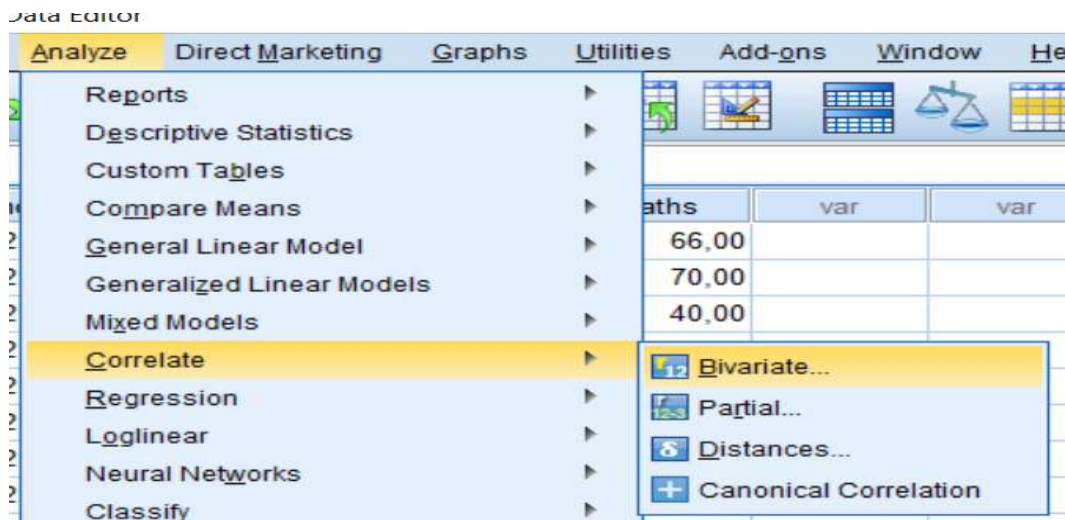 Data Editor
Analyze Direct Marketing Graphs Utilities Add-ons Window He
Reports
Descriptive Statistics
Custom Tables
Compare Means
General Linear Model
Generalized Linear Models
Mixed Models
Correlate
Regression
Loglinear
Neural Networks
Classify
aths var var
66,00
70,00
40,00
Bivariate...
Partial...
Distances...
Canonical Correlation